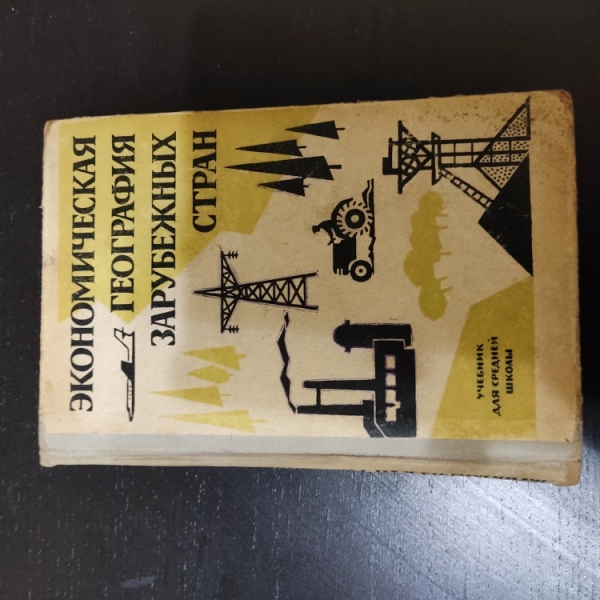 ЭКОНОМИЧЕСКАЯ
ГЕОГРАФИЯ
ЗАРУБЕЖНЫХ
СТРАН
УЧЕБНИК
ДЛЯ СРЕДНЕЙ
ШКОЛЫ